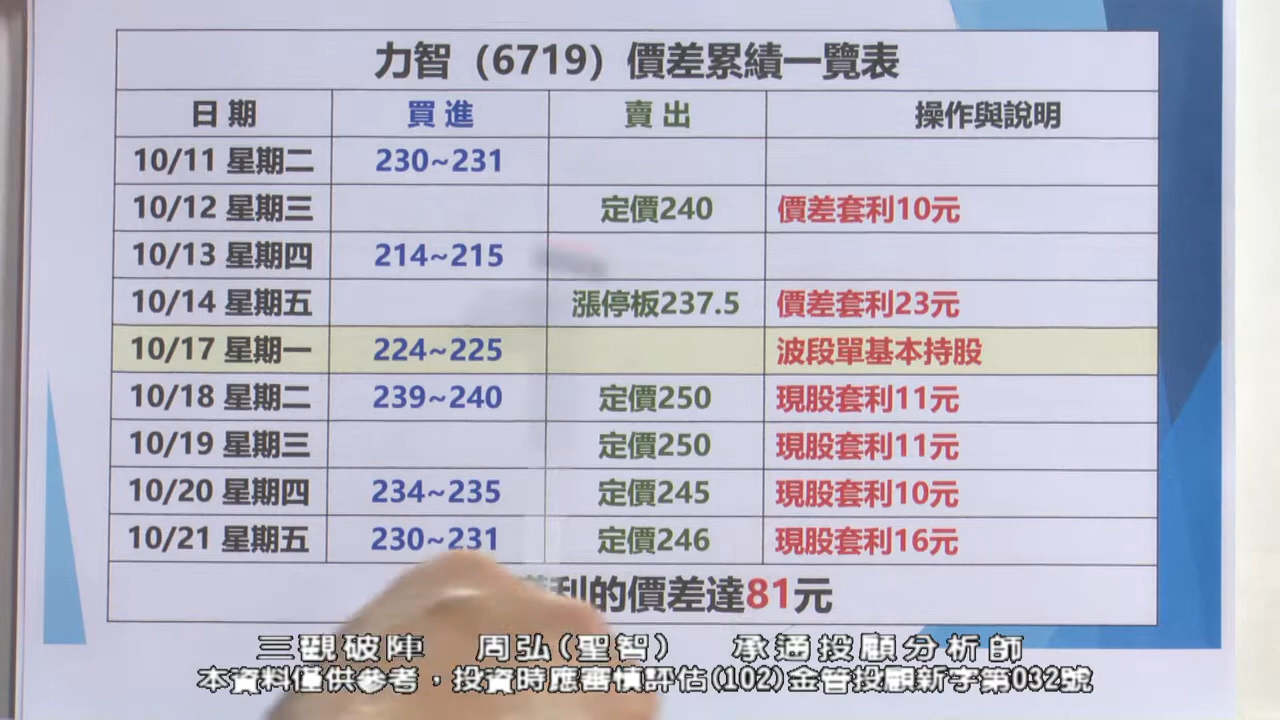 力智（6719）價差累績一覽表
日期 買進 賣出 操作與說明
10/11 星期二 230~231
10/12 星期三 定價240 價差套利10元
10/13 星期四 214~215
10/14 星期五 漲停板237.5 價差套利23元
10/17 星期一 224~225 波段單基本持股
10/18 星期二 239~240 定價250 現股套利11元
10/19 星期三 定價250 現股套利11元
10/20 星期四 234~235 定價245 現股套利10元
10/21 星期五 230~231 定價246 現股套利16元
利的價差達81元
三觀破陣 周弘(聖智) 承通投顧分析師
本資料僅供參考，投資時應審慎評估(102)金管投顧新字第032號